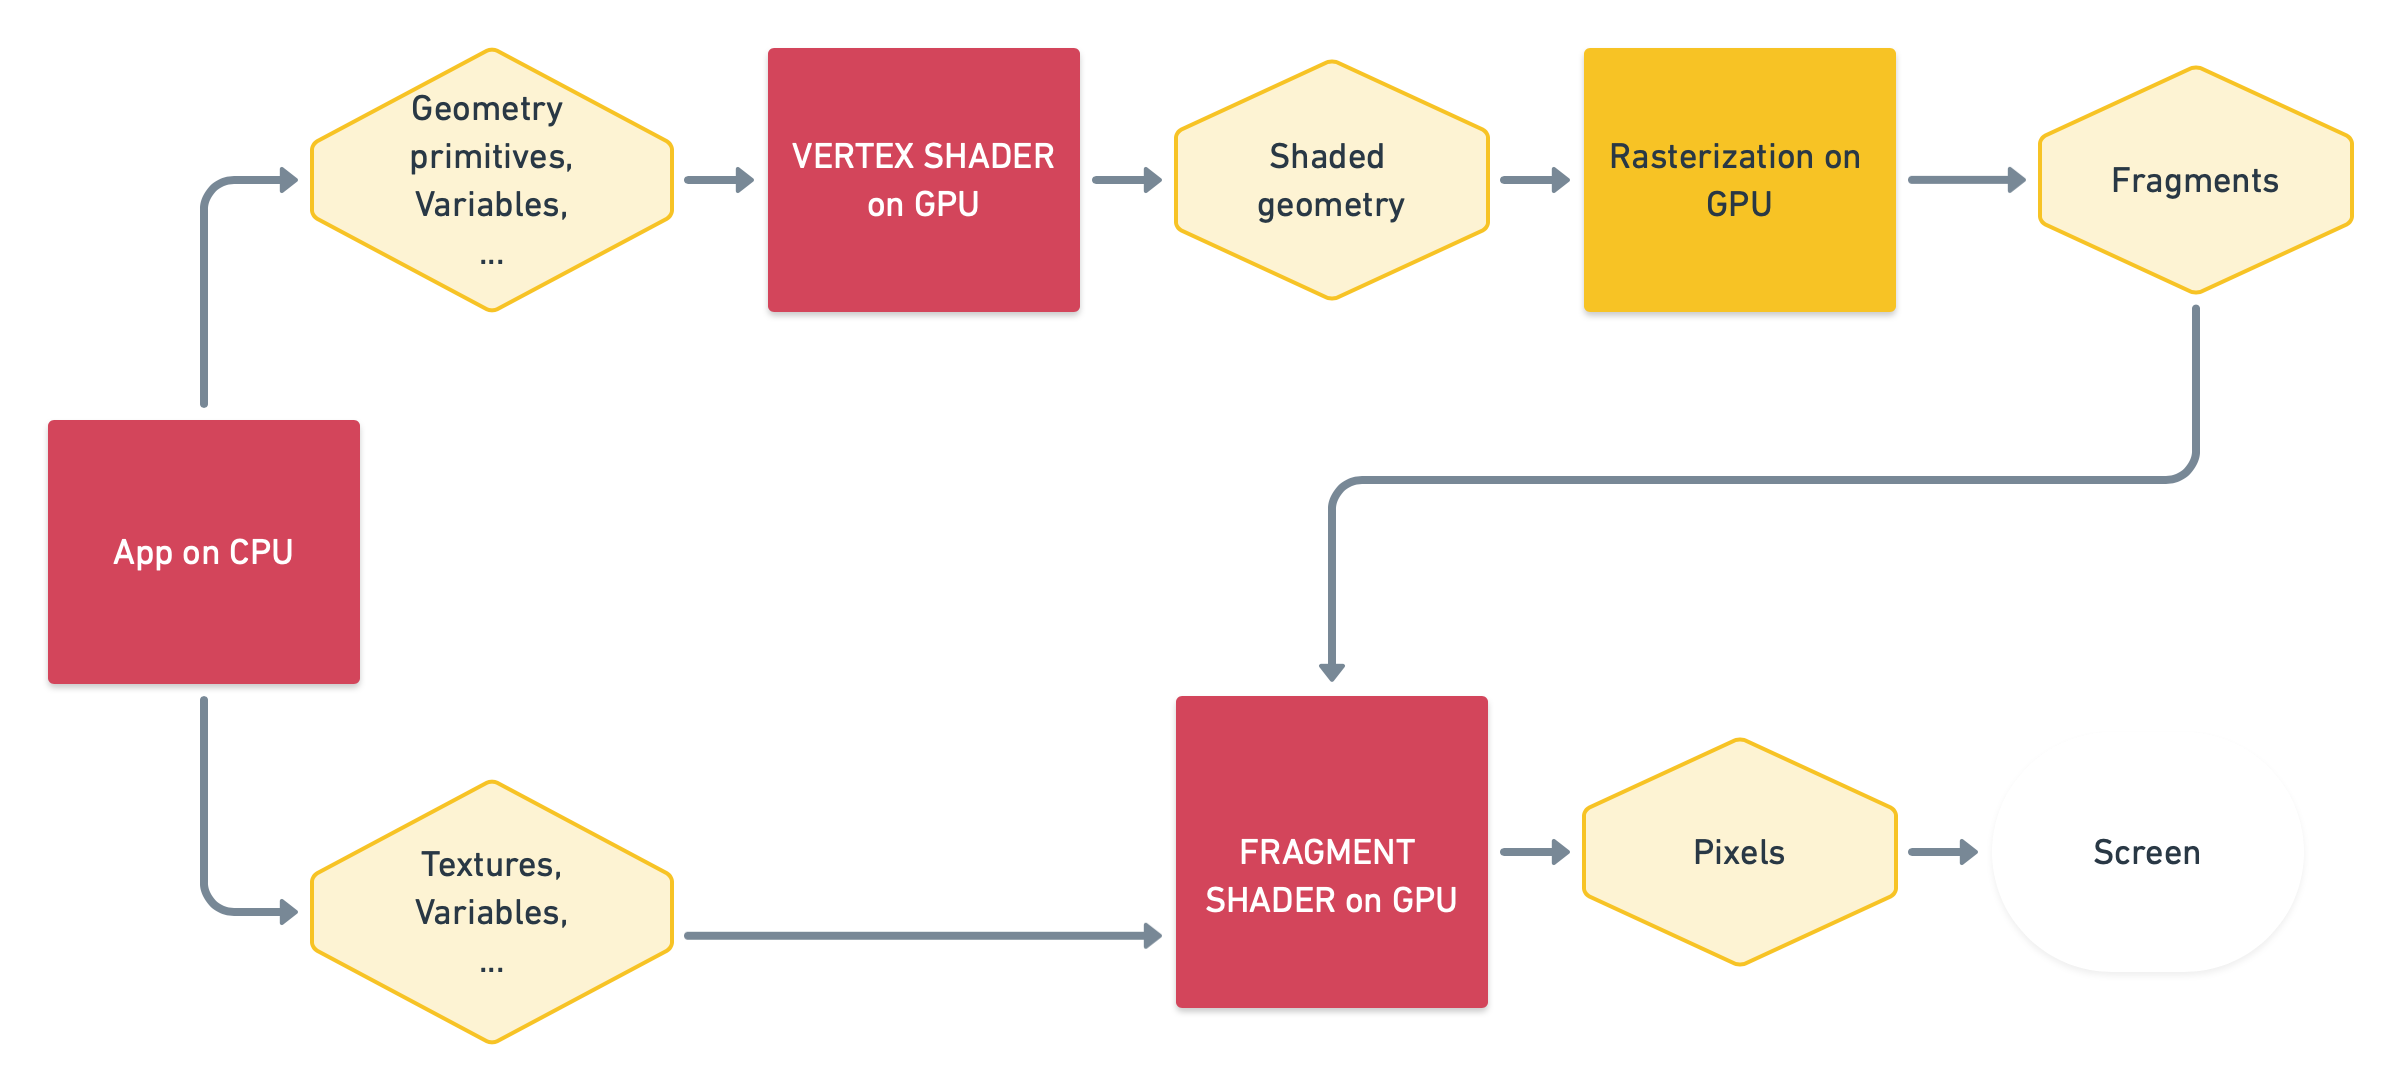 Geometry
primitives,
Variables,
...
VERTEX SHADER
on GPU
Shaded
geometry
Rasterization on
GPU
Fragments
App on CPU
Textures,
Variables,
...
FRAGMENT
SHADER on GPU
Pixels
Screen